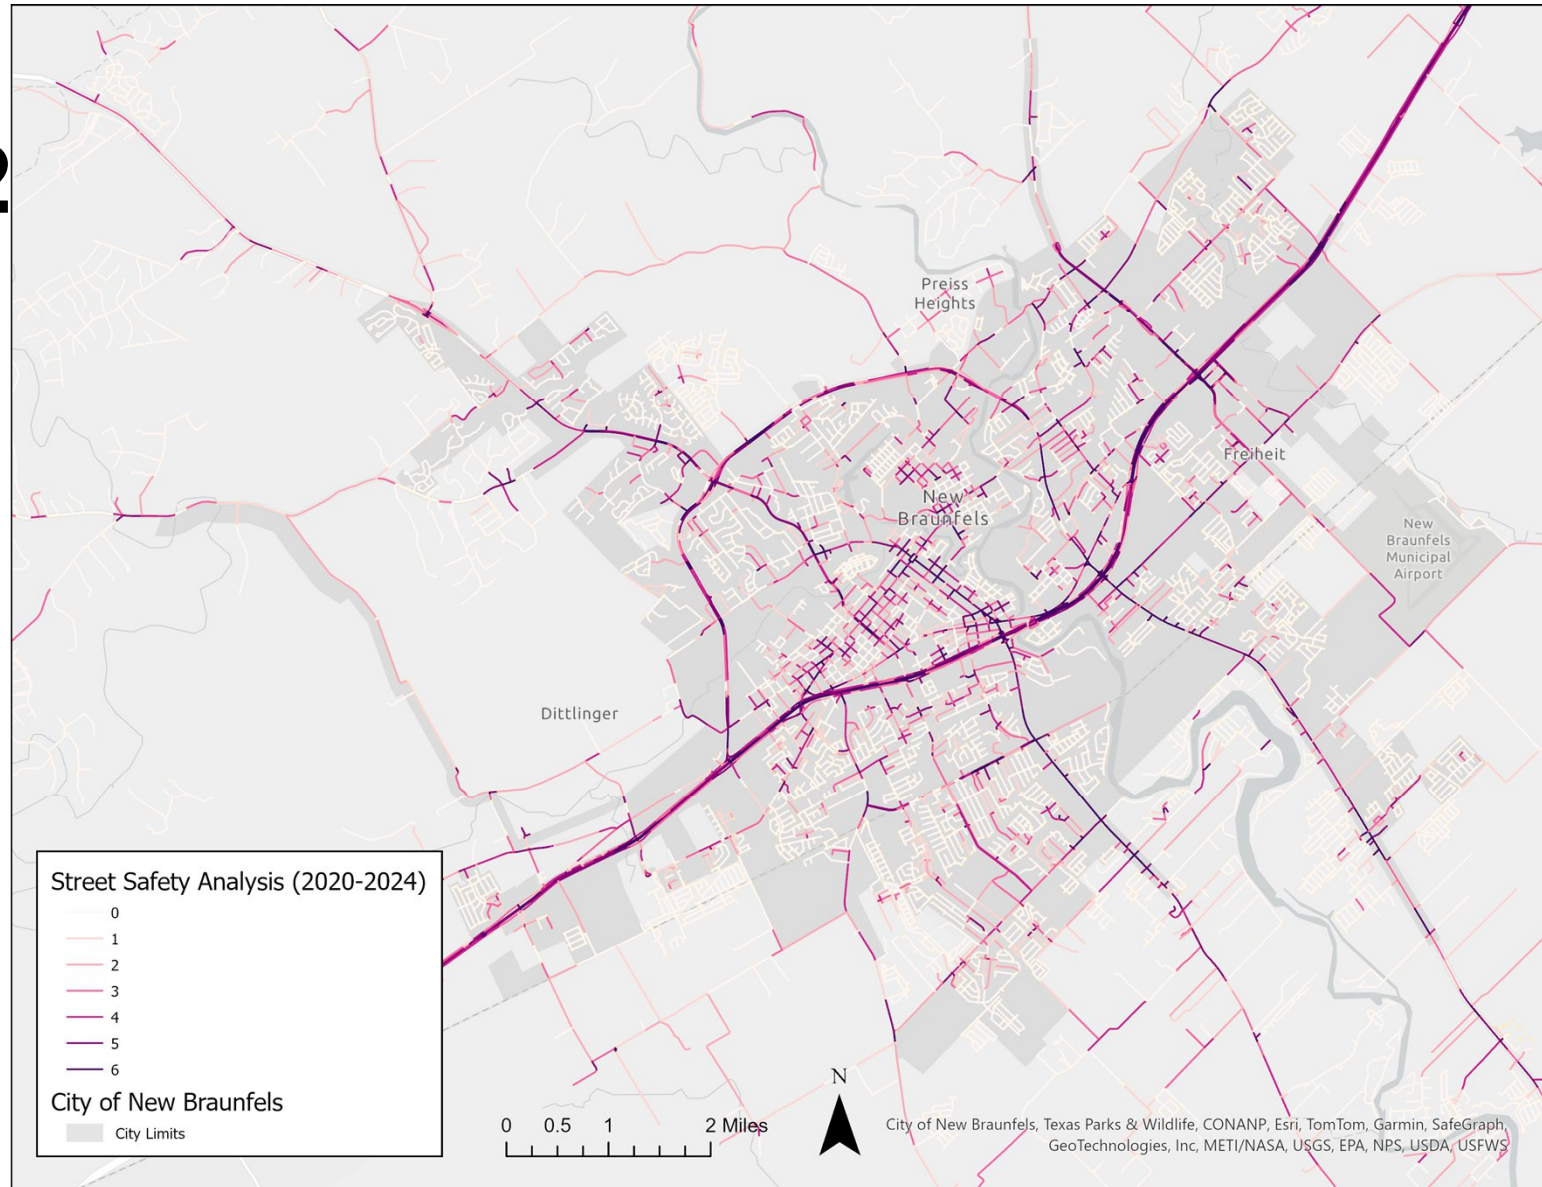 2
Preiss
Heights
New
Braunfels
Freiheit
New
Braunfels
Municipal
Airport
Dittlinger
Street Safety Analysis (2020-2024)
0
1
2
3
4
5
6
City of New Braunfels
City Limits
0 0.5 1 2 Miles
N
City of New Braunfels, Texas Parks & Wildlife, CONANP, Esri, TomTom, Garmin, SafeGraph,
GeoTechnologies, Inc, METI/NASA, USGS, EPA, NPS, USDA, USFWS